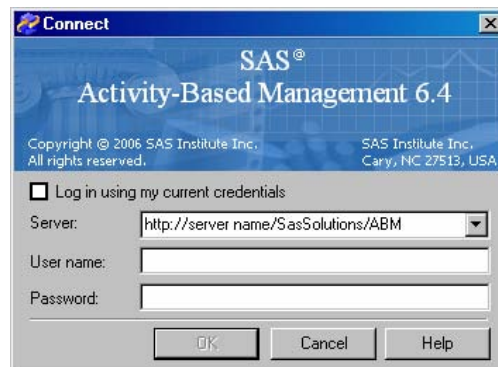 Connect
SAS®
Activity-Based Management 6.4
Copyright © 2006 SAS Institute Inc.
All rights reserved.
SAS Institute Inc.
Cary, NC 27513, USA
Log in using my current credentials
Server: http://server name/SasSolutions/ABM
User name:
Password:
OK Cancel Help